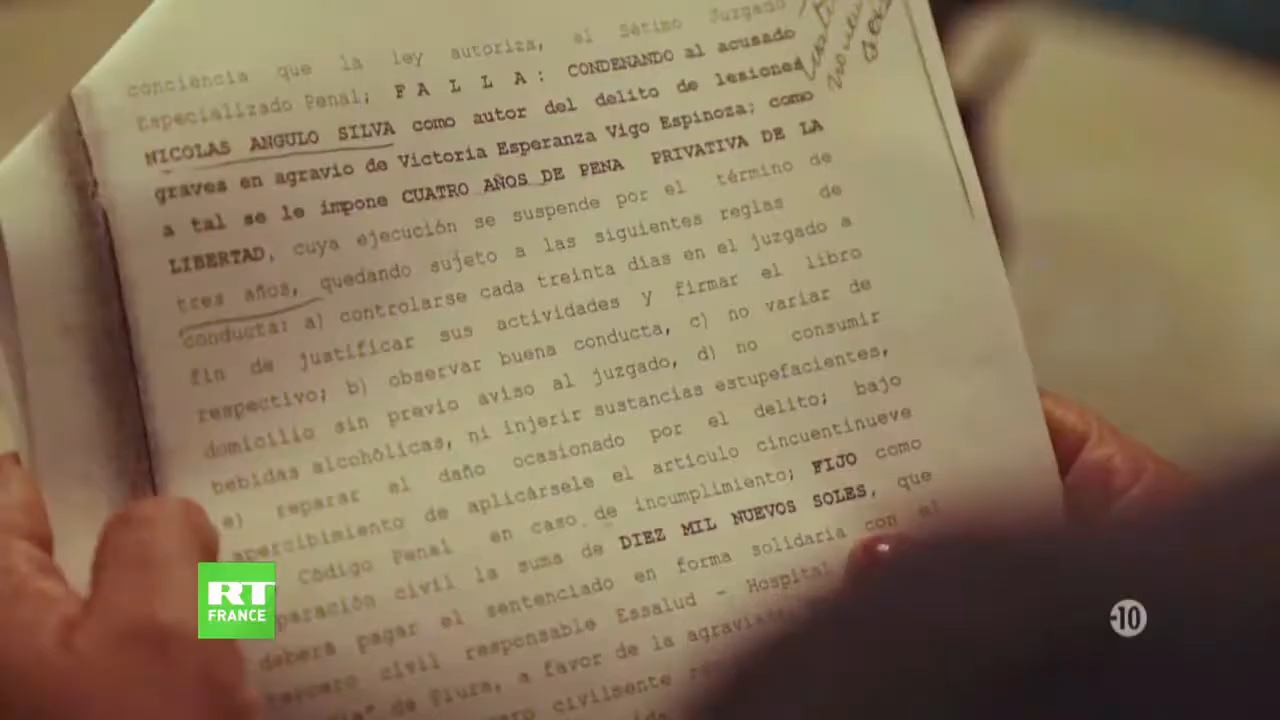 conciencia que la ley autoriza, el Sétimo Juzgado
Especializado Penal; F A L L A : CONDENANDO al acusado
NICOLAS ANGULO SILVA como autor del delito de lesiones
graves en agravio de Victoria Esperanza Vigo Espinoza; como
a tal se le impone CUATRO AÑOS DE PENA PRIVATIVA DE LA
LIBERTAD, cuya ejecución se suspende por el término de
tres años, quedando sujeto a las siguientes reglas de
conducta: a) controlarse cada treinta días en el juzgado a
fin de justificar sus actividades y firmar el libro
respectivo; b) observar buena conducta, c) no variar de
domicilio sin previo aviso al juzgado, d) no consumir
bebidas alcohólicas, ni injerir sustancias estupefacientes,
e) reparar el daño ocasionado por el delito; bajo
apercibimiento de aplicársele el artículo cincuentinueve
Código Penal en caso de incumplimiento; FIJO como
paración civil la suma de DIEZ MIL NUEVOS SOLES, que
deberá pagar el sentenciado en forma solidaria con el
tercero civil responsable Essalud – Hospital
de Piura, a favor de la
civilmente
RT
FRANCE
-10